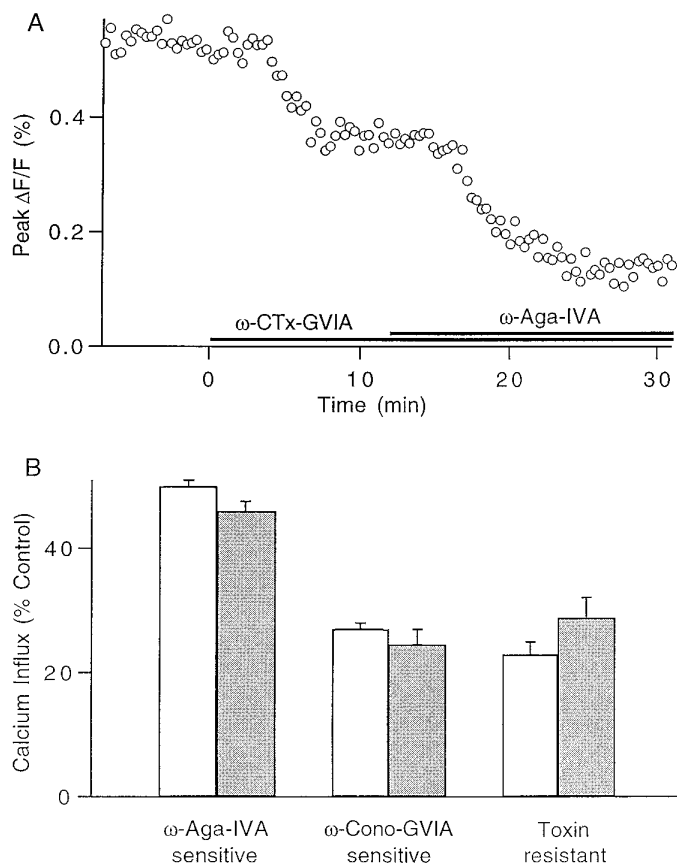 A
Peak ΔF/F (%)
0.4
0.2
0.0
ω-CTx-GVIA
ω-Aga-IVA
0
10
20
30
Time (min)
B
Calcium Influx (% Control)
40
20
0
ω-Aga-IVA
sensitive
ω-Cono-GVIA
sensitive
Toxin
resistant